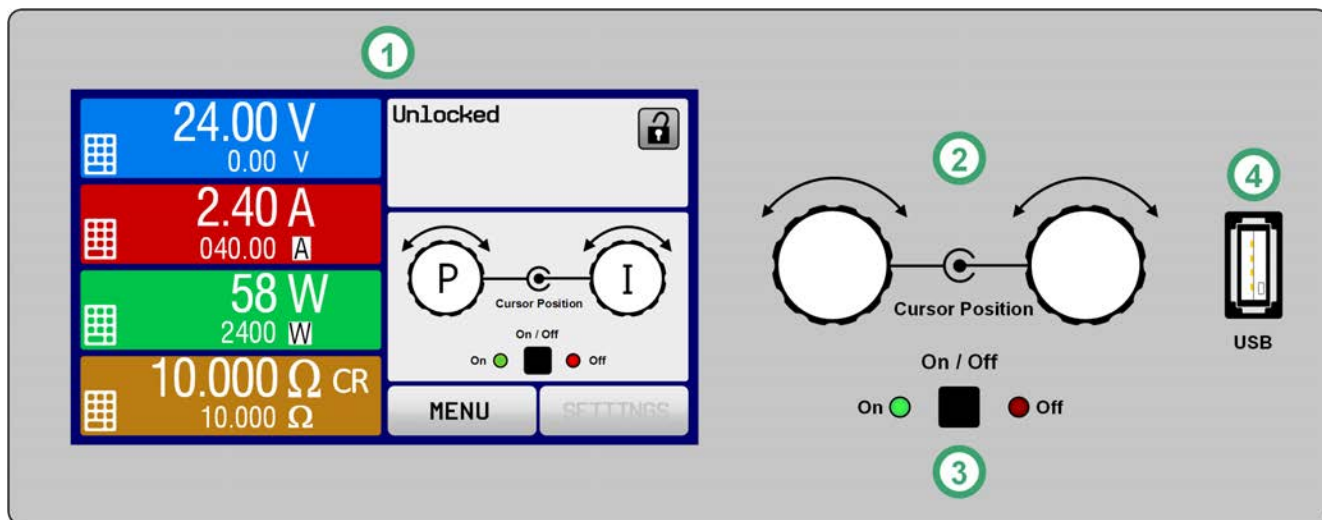 1
24.00 V
0.00 V
2.40 A
040.00 A
58 W
2400 W
10.000 Ω CR
10.000 Ω
Unlocked
P
I
Cursor Position
On / Off
On
Off
MENU
SETTTNGS
2
Cursor Position
On / Off
On
Off
3
4
USB